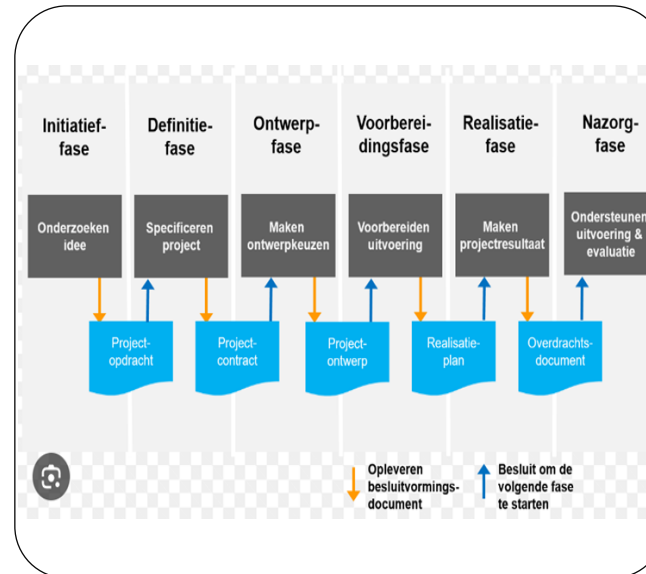 Initiatief-
fase
Definitie-
fase
Ontwerp-
fase
Voorberei-
dingsfase
Realisatie-
fase
Nazorg-
fase
Onderzoeken
idee
Specificeren
project
Maken
ontwerpkeuzen
Voorbereiden
uitvoering
Maken
projectresultaat
Ondersteunen
uitvoering &
evaluatie
Project-
opdracht
Project-
contract
Project-
ontwerp
Realisatie-
plan
Overdrachts-
document
Opleveren
besluitvormings-
document
Besluit om de
volgende fase
te starten